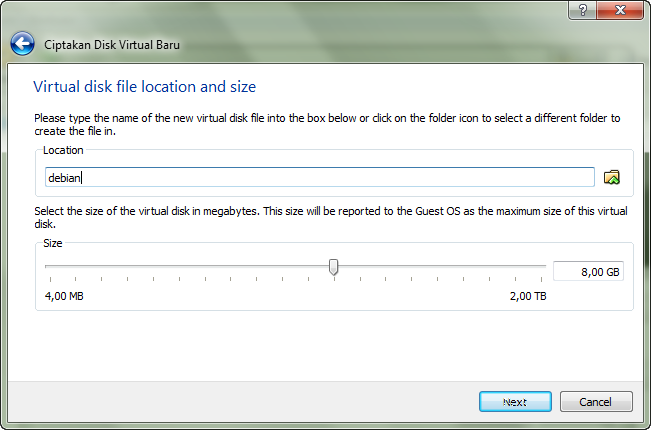 Ciptakan Disk Virtual Baru
Virtual disk file location and size
Please type the name of the new virtual disk file into the box below or click on the folder icon to select a different folder to
create the file in.
Location
debian
Select the size of the virtual disk in megabytes. This size will be reported to the Guest OS as the maximum size of this virtual
disk.
Size
8,00 GB
4,00 MB 2,00 TB
Next Cancel